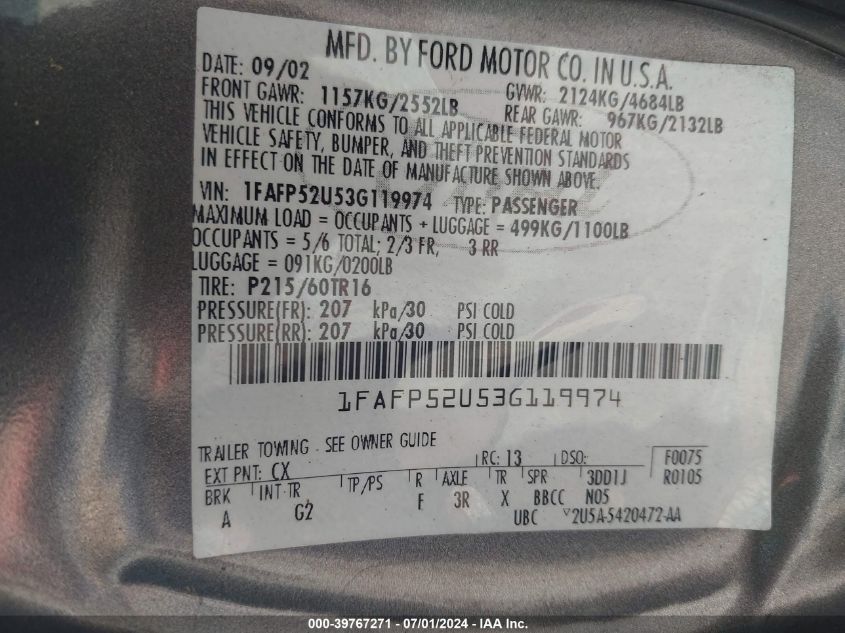 MFD. BY FORD MOTOR CO. IN U.S.A.
DATE: 09/02
GVWR: 2124KG/4684LB
FRONT GAWR: 1157KG/2552LB
REAR GAWR: 967KG/2132LB
THIS VEHICLE CONFORMS TO ALL APPLICABLE FEDERAL MOTOR
VEHICLE SAFETY, BUMPER, AND THEFT PREVENTION STANDARDS
IN EFFECT ON THE DATE OF MANUFACTURE SHOWN ABOVE.
VIN: 1FAFP52U53G119974 TYPE: PASSENGER
MAXIMUM LOAD = OCCUPANTS + LUGGAGE = 499KG/1100LB
OCCUPANTS = 5/6 TOTAL; 2/3 FR, 3 RR
LUGGAGE = 091KG/0200LB
TIRE: P215/60TR16
PRESSURE(FR): 207 kPa/30 PSI COLD
PRESSURE(RR): 207 kPa/30 PSI COLD
1FAFP52U53G119974
TRAILER TOWING - SEE OWNER GUIDE
EXT PNT: CX RC: 13 DSO: F0075
R0105
BRK INT TR TP/PS R AXLE TR SPR 3DD1J
A G2 F 3R X BBCC N05
UBC 2U5A-5420472-AA
000-39767271 - 07/01/2024 - IAA Inc.